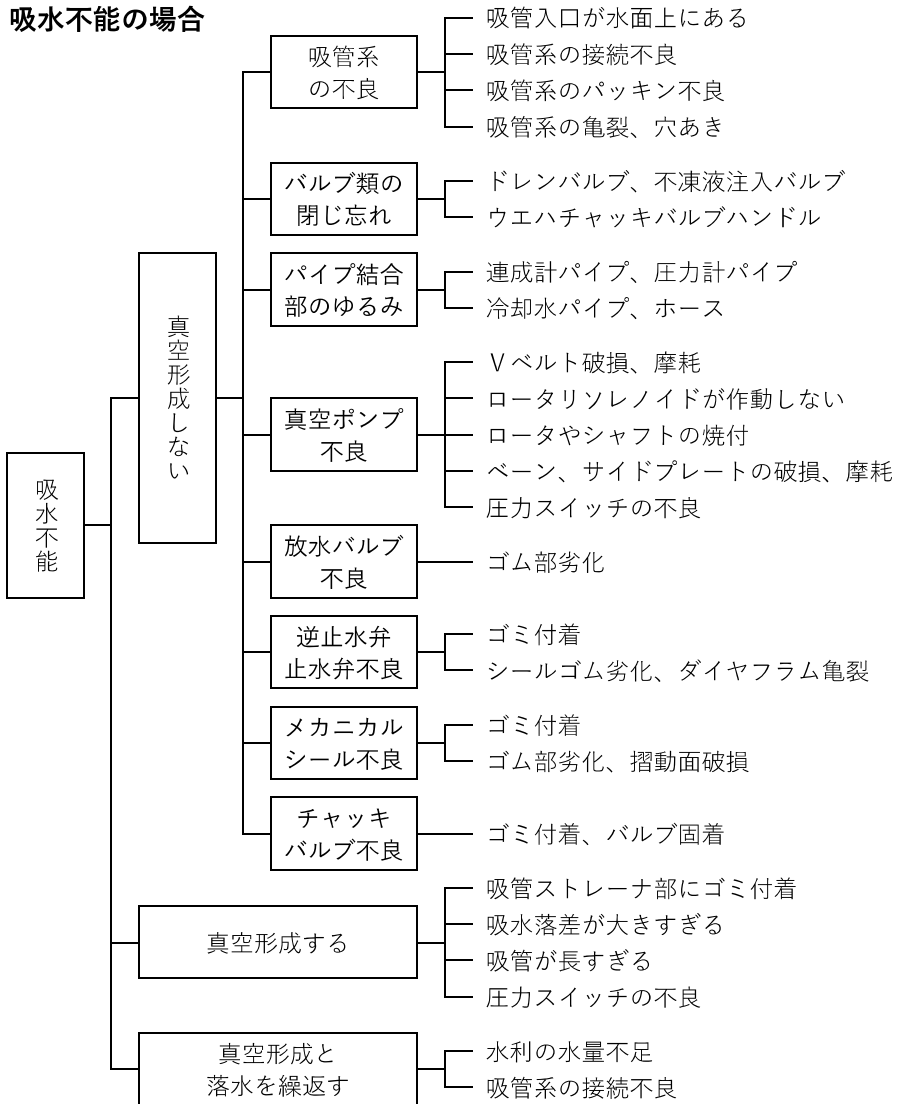 吸水不能の場合
吸水不能
真空形成しない
吸管系
の不良
吸管入口が水面上にある
吸管系の接続不良
吸管系のパッキン不良
吸管系の亀裂、穴あき
バルブ類の
閉じ忘れ
ドレンバルブ、不凍液注入バルブ
ウエハチャッキバルブハンドル
パイプ結合
部のゆるみ
連成計パイプ、圧力計パイプ
冷却水パイプ、ホース
真空ポンプ
不良
Ｖベルト破損、摩耗
ロータリソレノイドが作動しない
ロータやシャフトの焼付
ベーン、サイドプレートの破損、摩耗
圧力スイッチの不良
放水バルブ
不良
ゴム部劣化
逆止水弁
止水弁不良
ゴミ付着
シールゴム劣化、ダイヤフラム亀裂
メカニカル
シール不良
ゴミ付着
ゴム部劣化、摺動面破損
チャッキ
バルブ不良
ゴミ付着、バルブ固着
真空形成する
吸管ストレーナ部にゴミ付着
吸水落差が大きすぎる
吸管が長すぎる
圧力スイッチの不良
真空形成と
落水を繰返す
水利の水量不足
吸管系の接続不良